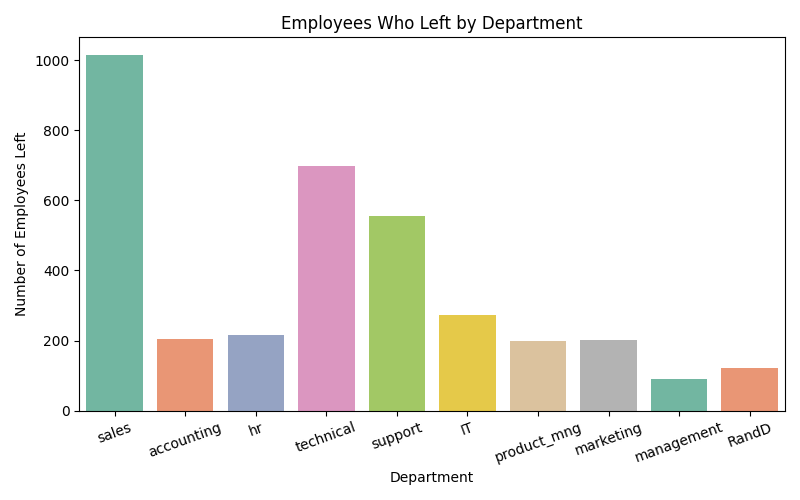 Employees Who Left by Department
Number of Employees Left
1000
800
600
400
200
0
sales
accounting
hr
technical
support
IT
product_mng
marketing
management
RandD
Department